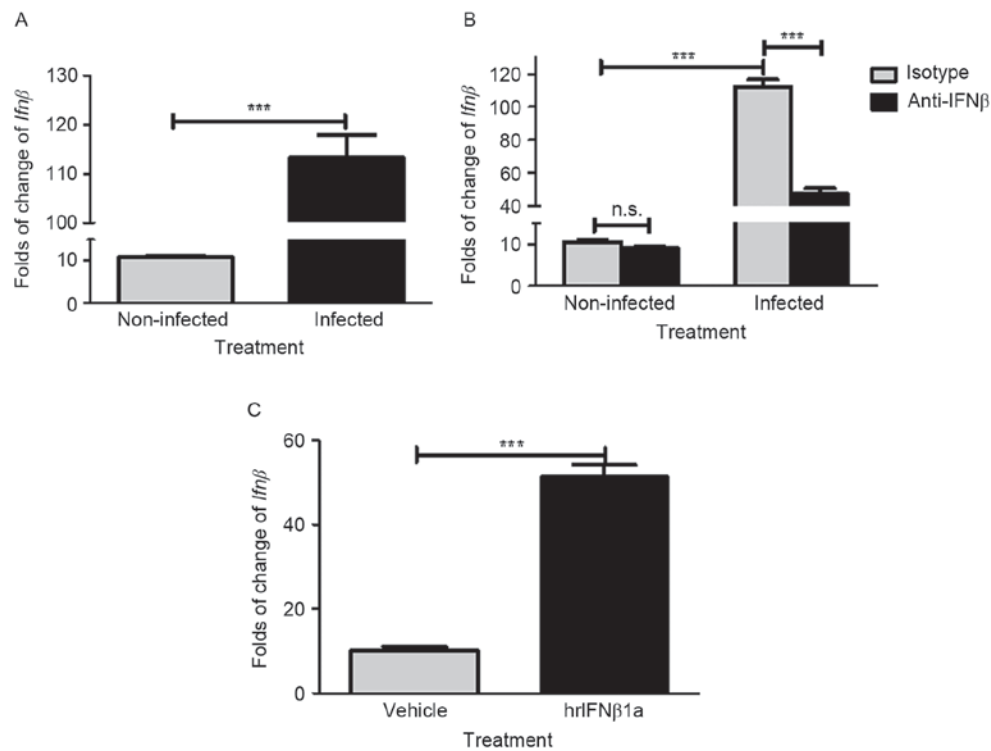 A
Folds of change of Ifnβ
130
120
110
100
10
0
***
Non-infected Infected
Treatment
B
Folds of change of Ifnβ
120
100
80
60
40
10
0
***
***
n.s.
Isotype
Anti-IFNβ
Non-infected Infected
Treatment
C
Folds of change of Ifnβ
60
40
20
0
***
Vehicle hrIFNβ1a
Treatment